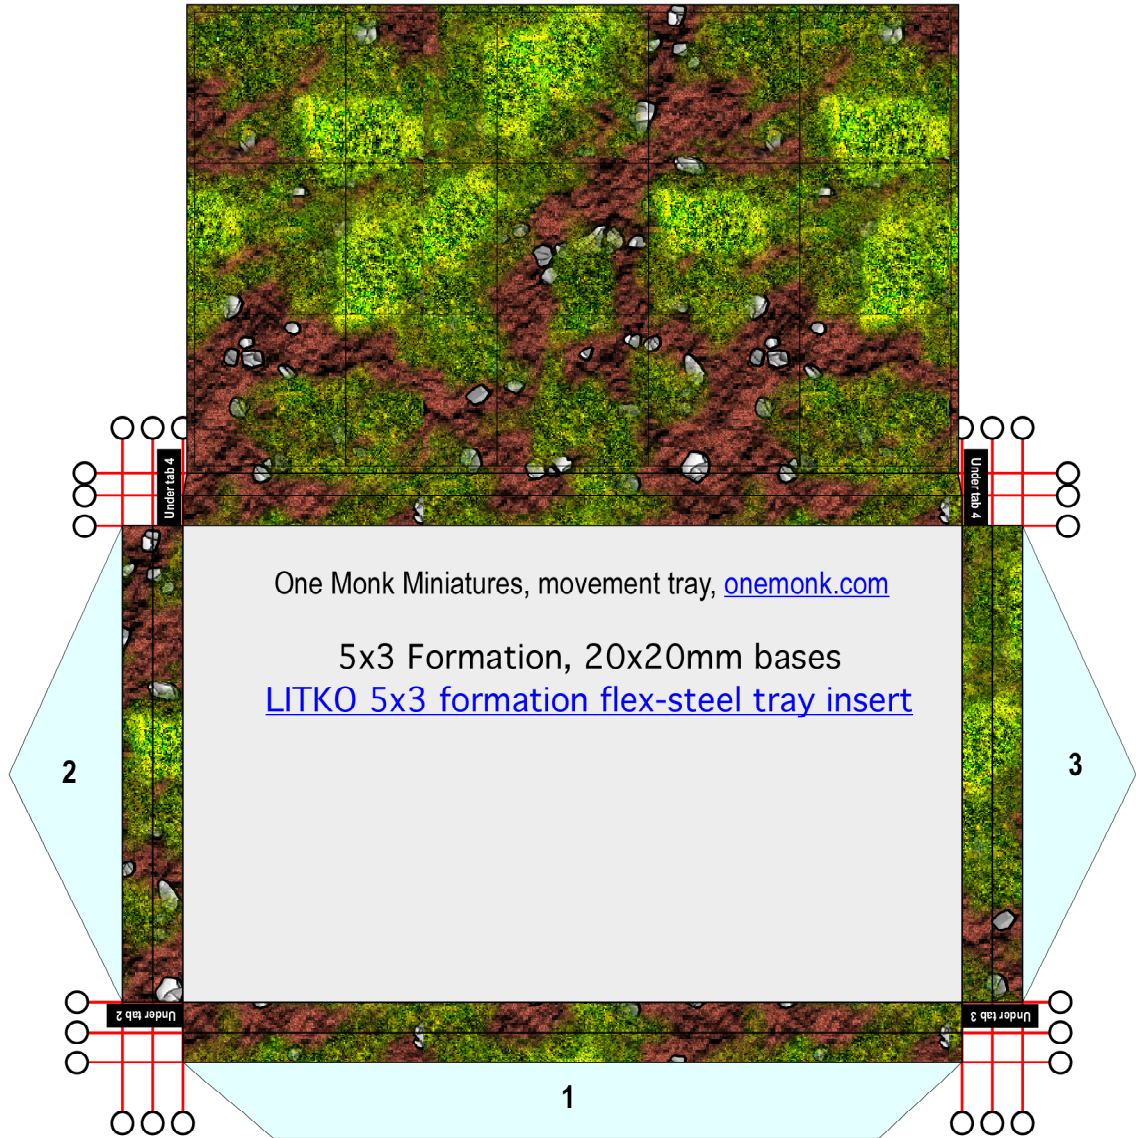 Under tab 4
Under tab 4
One Monk Miniatures, movement tray, onemonk.com
5x3 Formation, 20x20mm bases
LITKO 5x3 formation flex-steel tray insert
2
3
Under tab 2
Under tab 3
1